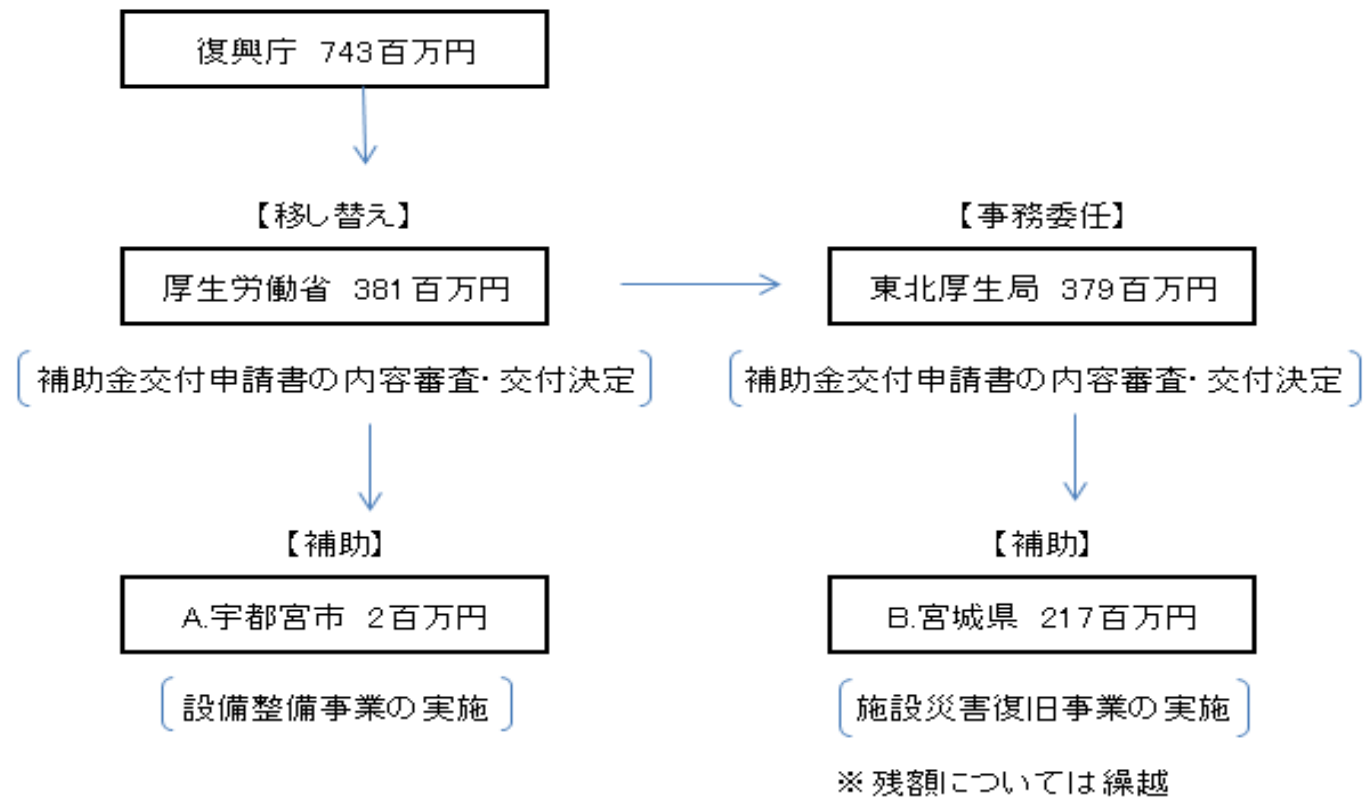 復興庁 743百万円
【移し替え】
【事務委任】
厚生労働省 381百万円
東北厚生局 379百万円
補助金交付申請書の内容審査・交付決定
補助金交付申請書の内容審査・交付決定
【補助】
【補助】
A.宇都宮市 2百万円
B.宮城県 217百万円
設備整備事業の実施
施設災害復旧事業の実施
※残額については繰越